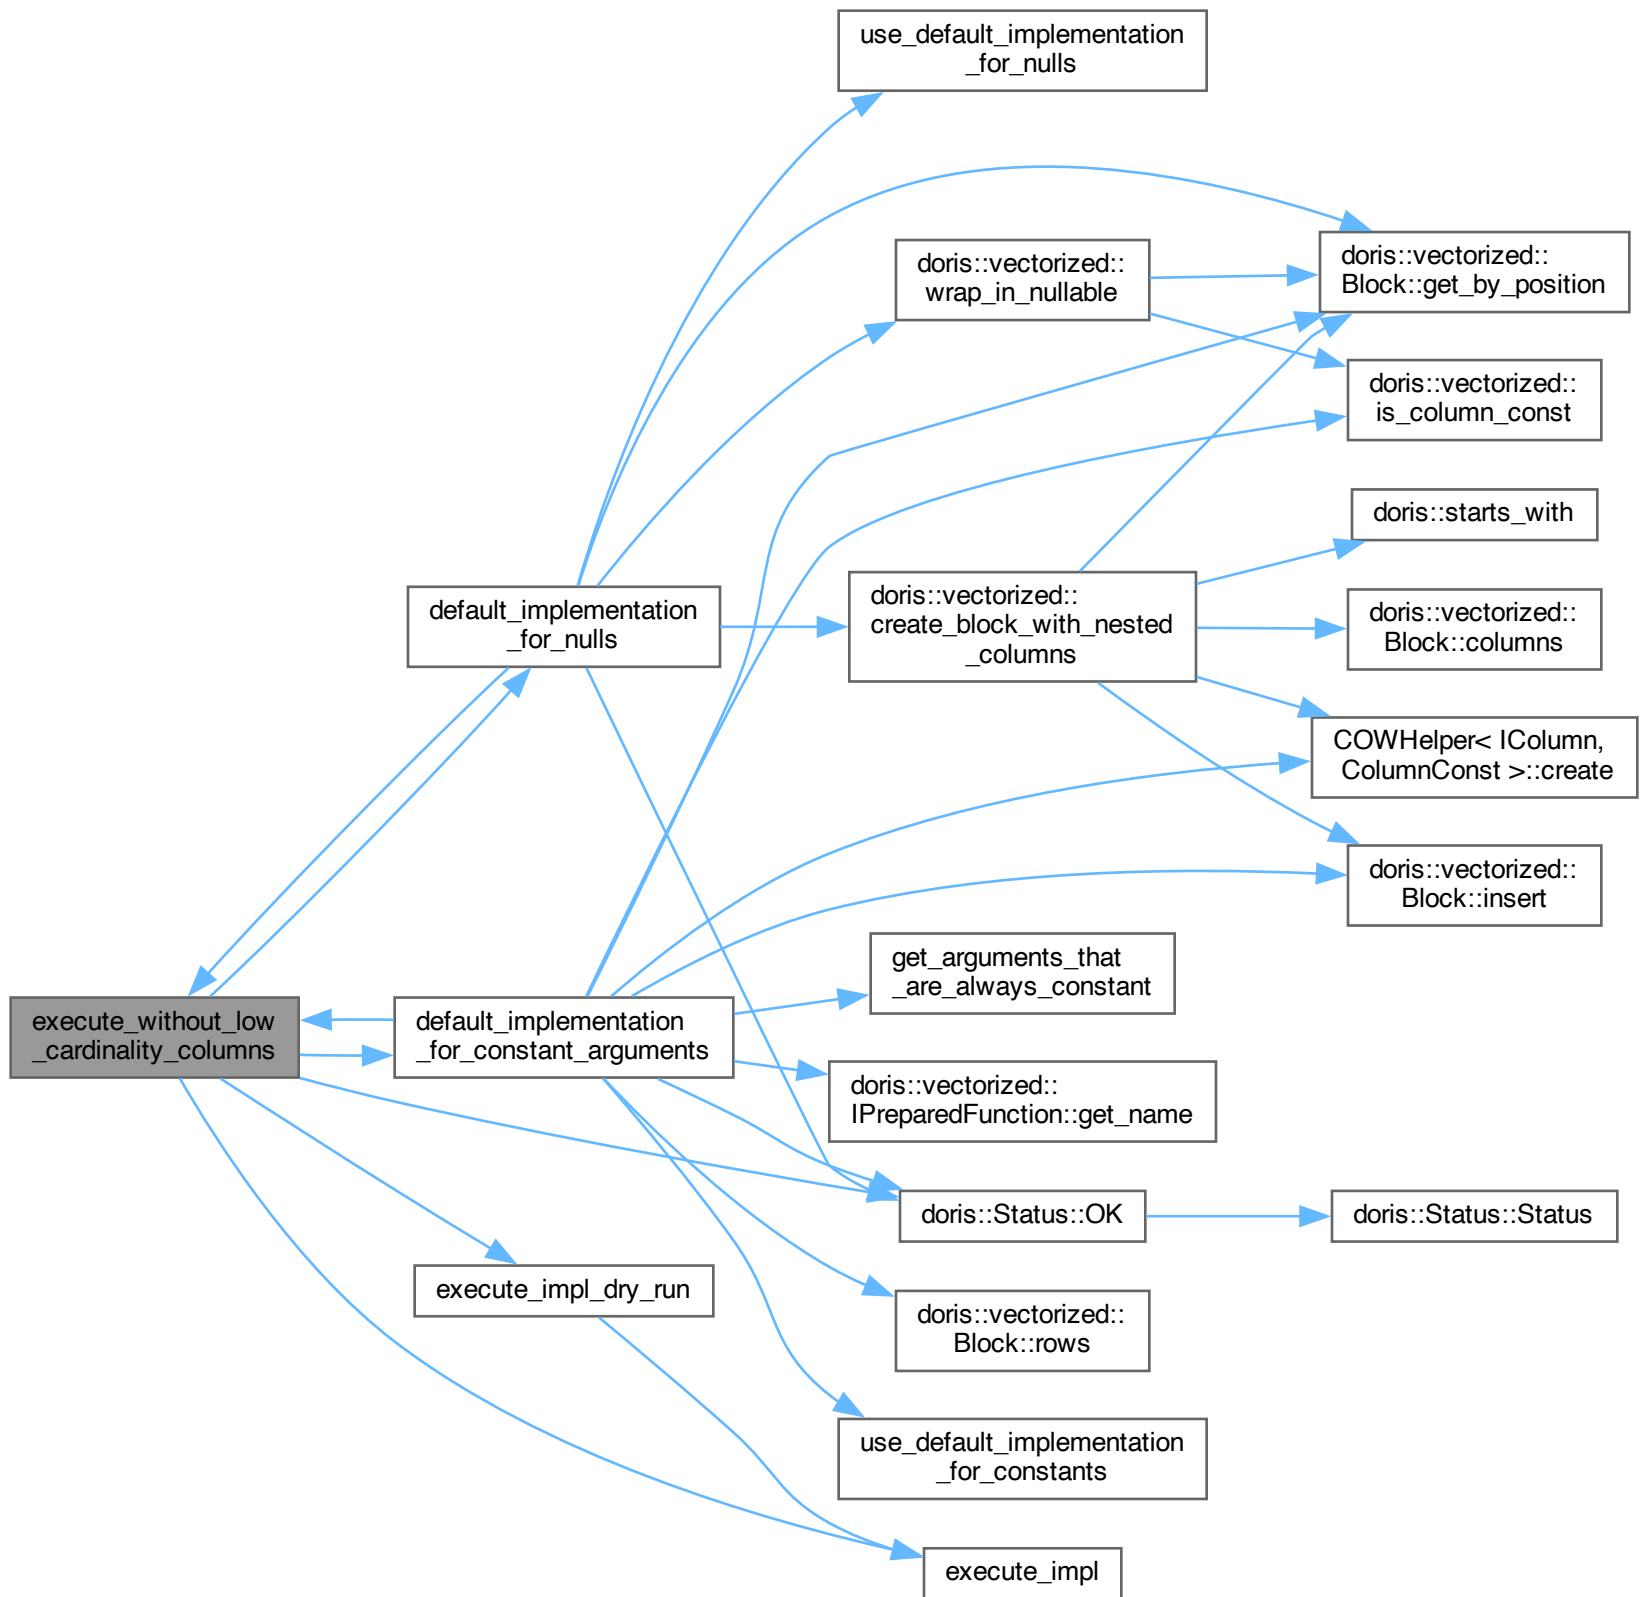 use_default_implementation
_for_nulls
doris::vectorized::
wrap_in_nullable
doris::vectorized::
Block::get_by_position
doris::vectorized::
is_column_const
doris::starts_with
default_implementation
_for_nulls
doris::vectorized::
create_block_with_nested
_columns
doris::vectorized::
Block::columns
COWHelper< IColumn,
ColumnConst >::create
doris::vectorized::
Block::insert
get_arguments_that
_are_always_constant
execute_without_low
_cardinality_columns
default_implementation
_for_constant_arguments
doris::vectorized::
IPreparedFunction::get_name
doris::Status::OK
doris::Status::Status
execute_impl_dry_run
doris::vectorized::
Block::rows
use_default_implementation
_for_constants
execute_impl